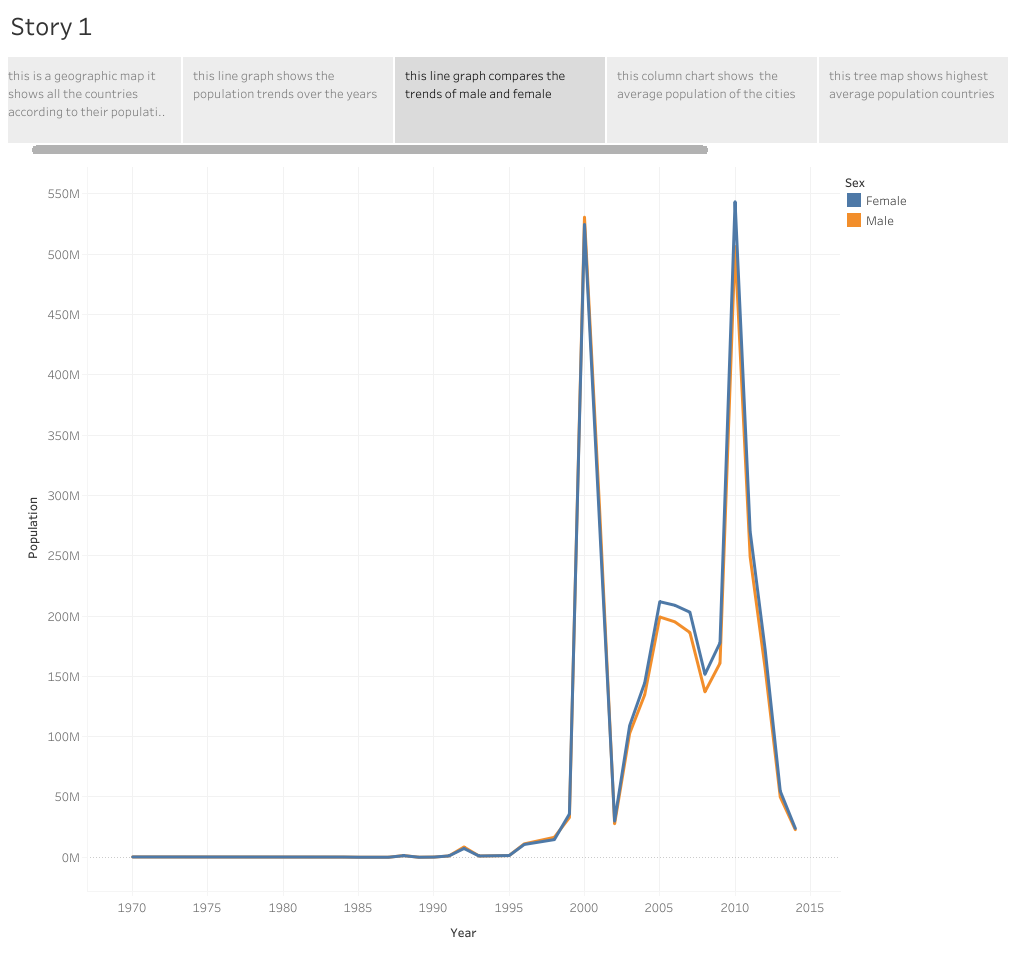 Story 1
this is a geographic map it
shows all the countries
according to their populati..
this line graph shows the
population trends over the years
this line graph compares the
trends of male and female
this column chart shows  the
average population of the cities
this tree map shows highest
average population countries
Sex
Female
Male
550M
500M
450M
400M
350M
300M
250M
200M
150M
100M
50M
0M
Population
1970
1975
1980
1985
1990
1995
2000
2005
2010
2015
Year